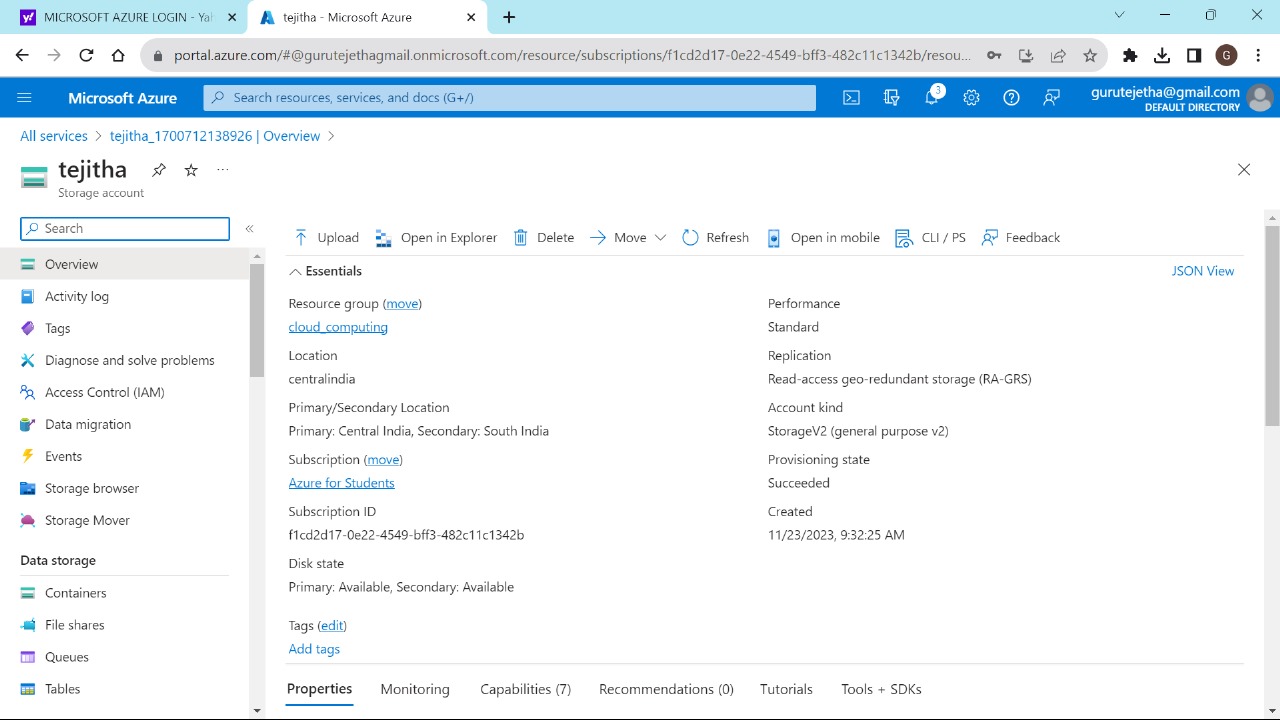 MICROSOFT AZURE LOGIN - Yah
tejitha - Microsoft Azure
portal.azure.com/#@gurutejethagmail.onmicrosoft.com/resource/subscriptions/f1cd2d17-0e22-4549-bff3-482c11c1342b/resou...
G
Microsoft Azure
Search resources, services, and docs (G+/)
3
gurutejetha@gmail.com
DEFAULT DIRECTORY
All services > tejitha_1700712138926 | Overview >
tejitha
Storage account
Search
Upload Open in Explorer Delete Move Refresh Open in mobile CLI / PS Feedback
Overview
Activity log
Tags
Diagnose and solve problems
Access Control (IAM)
Data migration
Events
Storage browser
Storage Mover
Data storage
Containers
File shares
Queues
Tables
Essentials
JSON View
Resource group (move)
cloud_computing
Location
centralindia
Primary/Secondary Location
Primary: Central India, Secondary: South India
Subscription (move)
Azure for Students
Subscription ID
f1cd2d17-0e22-4549-bff3-482c11c1342b
Disk state
Primary: Available, Secondary: Available
Performance
Standard
Replication
Read-access geo-redundant storage (RA-GRS)
Account kind
StorageV2 (general purpose v2)
Provisioning state
Succeeded
Created
11/23/2023, 9:32:25 AM
Tags (edit)
Add tags
Properties Monitoring Capabilities (7) Recommendations (0) Tutorials Tools + SDKs